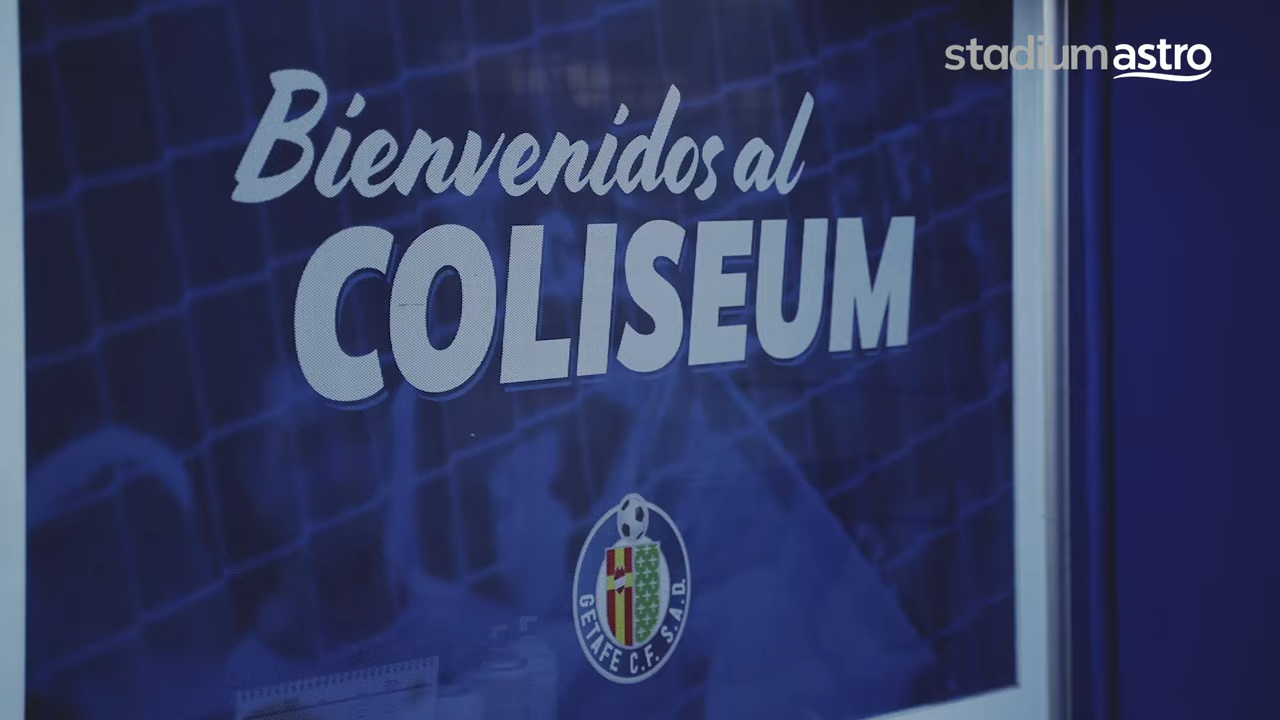 stadiumastro
Bienvenidos al
COLISEUM
GETAFE C.F. S.A.D.